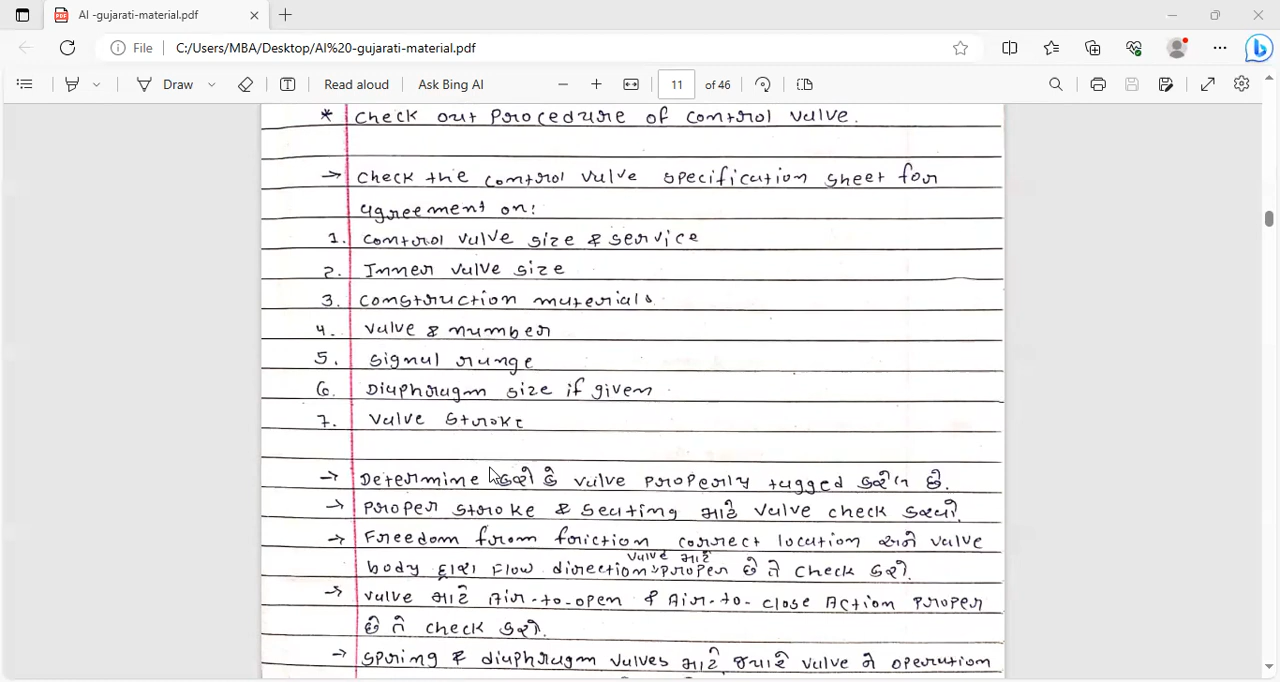 AI -gujarati-material.pdf
File C:/Users/MBA/Desktop/AI%20-gujarati-material.pdf
Draw Read aloud Ask Bing AI 11 of 46
* Check out Procedure of control valve.
→ Check the control valve specification sheet for
agreement on:
1. Control valve size & service
2. Inner valve size
3. Construction materials
4. Valve & number
5. Signal range
6. Diaphragm size if given
7. Valve stroke
→ Determine કરો કે valve properly tagged કરેલ છે.
→ Proper stroke & seating માટે valve check કરવો.
→ Freedom from friction correct location અને valve
valve માટે
body દ્વારા flow direction proper છે તે check કરો.
→ valve માટે Air-to-open & Air-to-close Action proper
છે તે check કરો.
→ Spring & diaphragm valves માટે જ્યારે valve ને operation